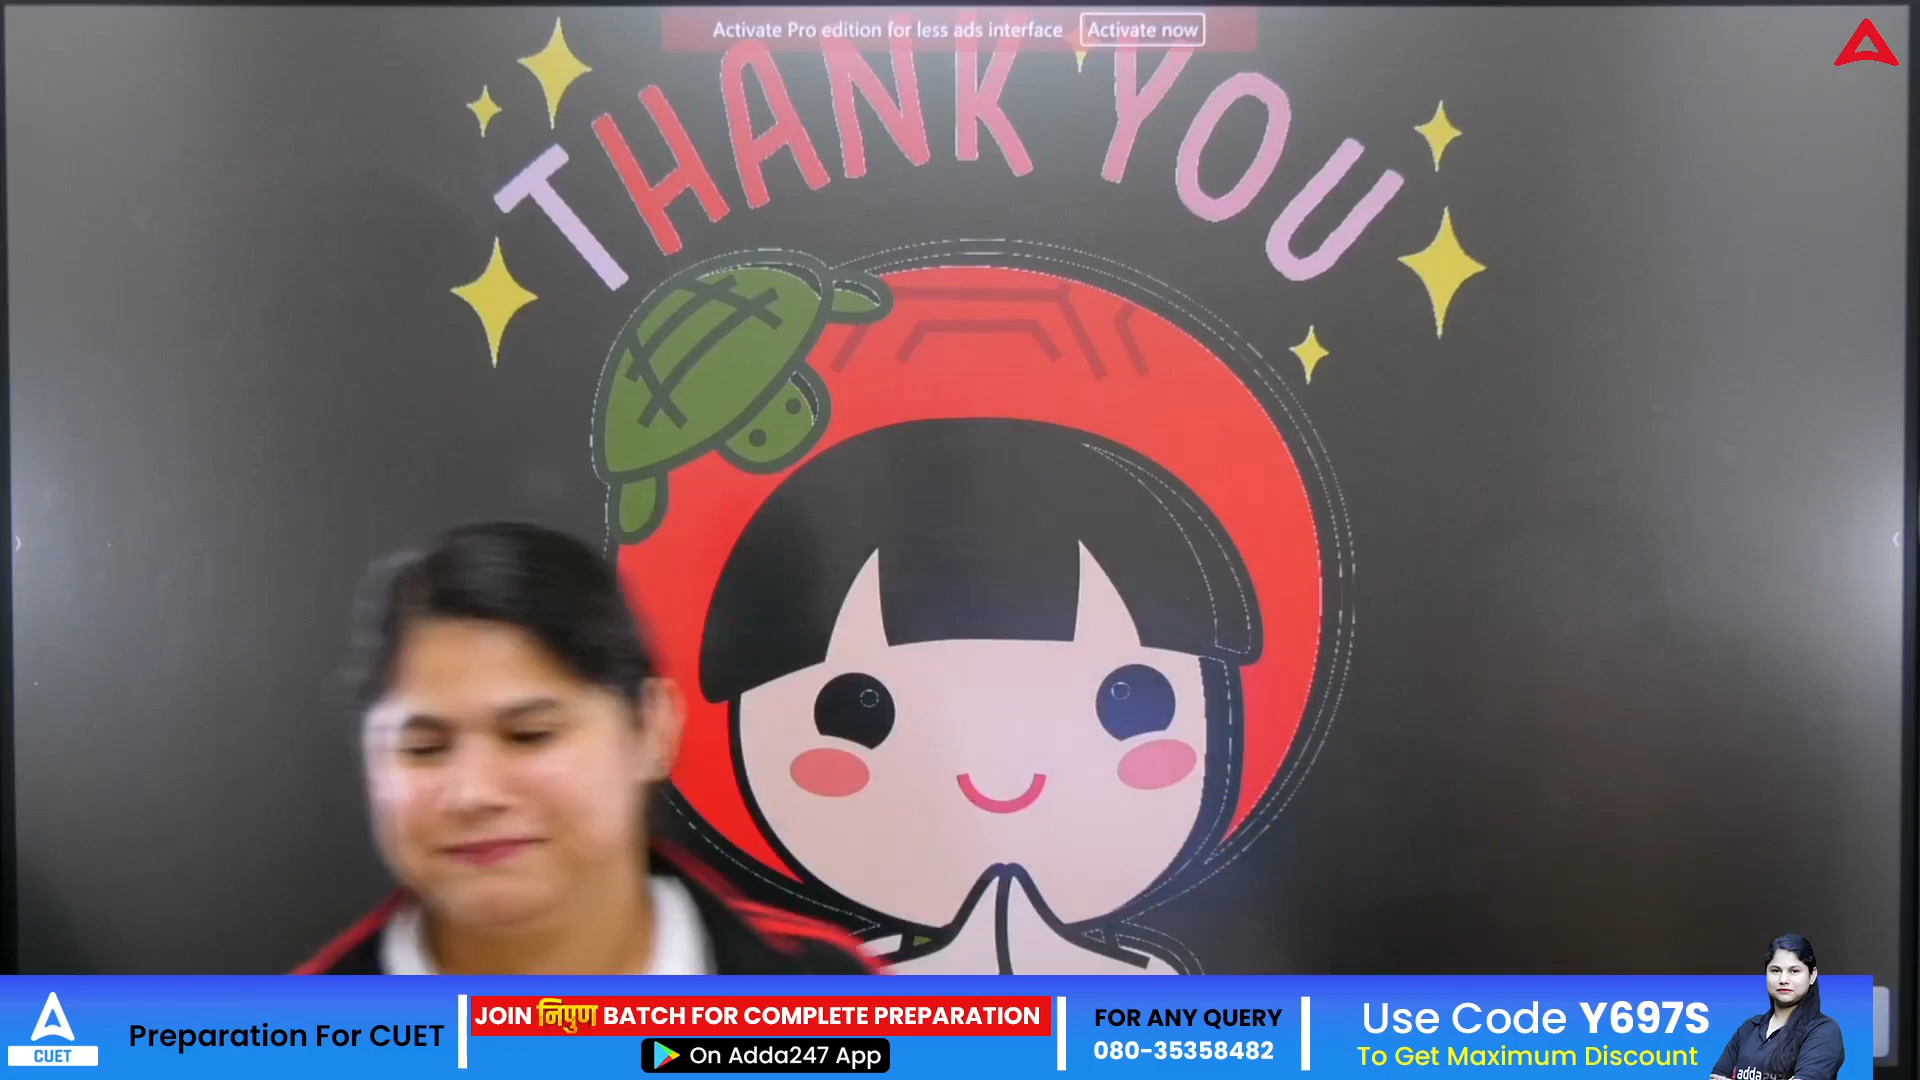 Activate Pro edition for less ads interface Activate now
THANK YOU
CUET
Preparation For CUET
JOIN निपुण BATCH FOR COMPLETE PREPARATION
On Adda247 App
FOR ANY QUERY
080-35358482
Use Code Y697S
To Get Maximum Discount
adda247